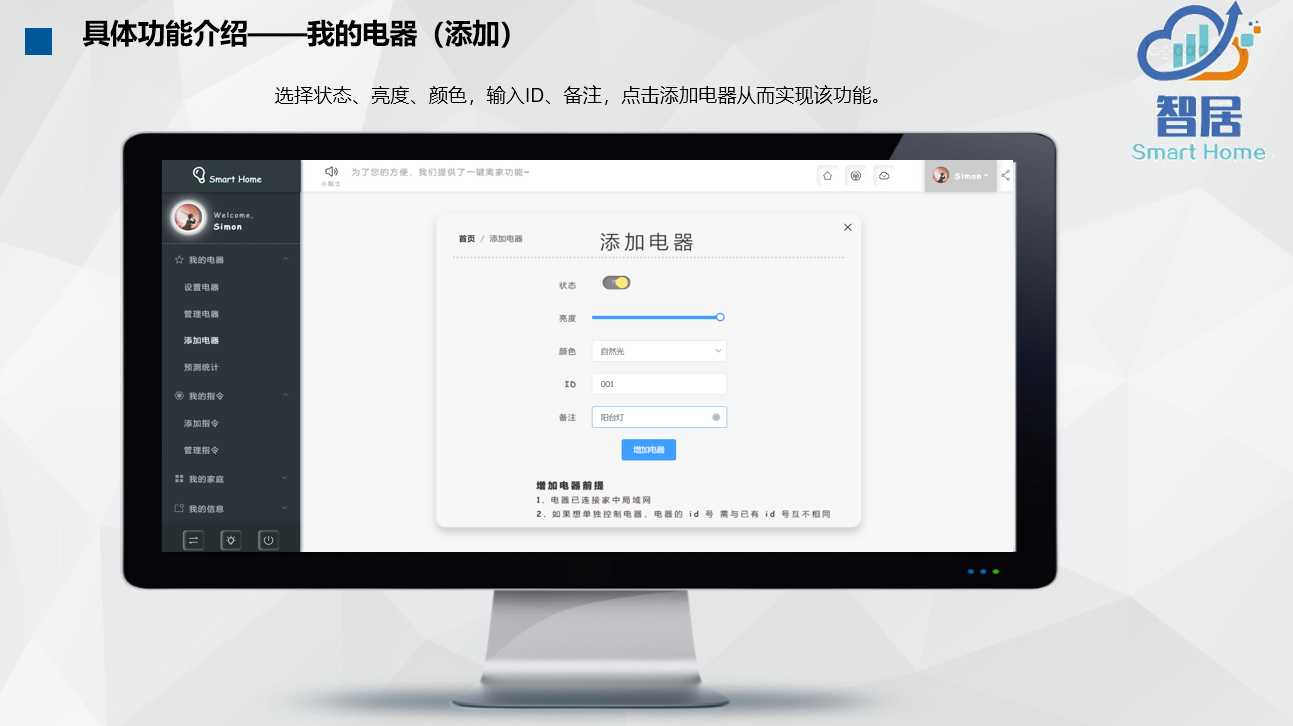 具体功能介绍——我的电器（添加）
选择状态、亮度、颜色，输入ID、备注，点击添加电器从而实现该功能。
智居
Smart Home
Smart Home
小贴士
为了您的方便，我们提供了一键离家功能~
Simon
Welcome,
Simon
我的电器
设置电器
管理电器
添加电器
预测统计
我的指令
添加指令
管理指令
我的家庭
我的信息
首页 / 添加电器
添加电器
状态
亮度
颜色 自然光
ID 001
备注 阳台灯
增加电器
增加电器前提
1. 电器已连接家中局域网
2. 如果想单独控制电器，电器的 id 号 需与已有 id 号互不相同